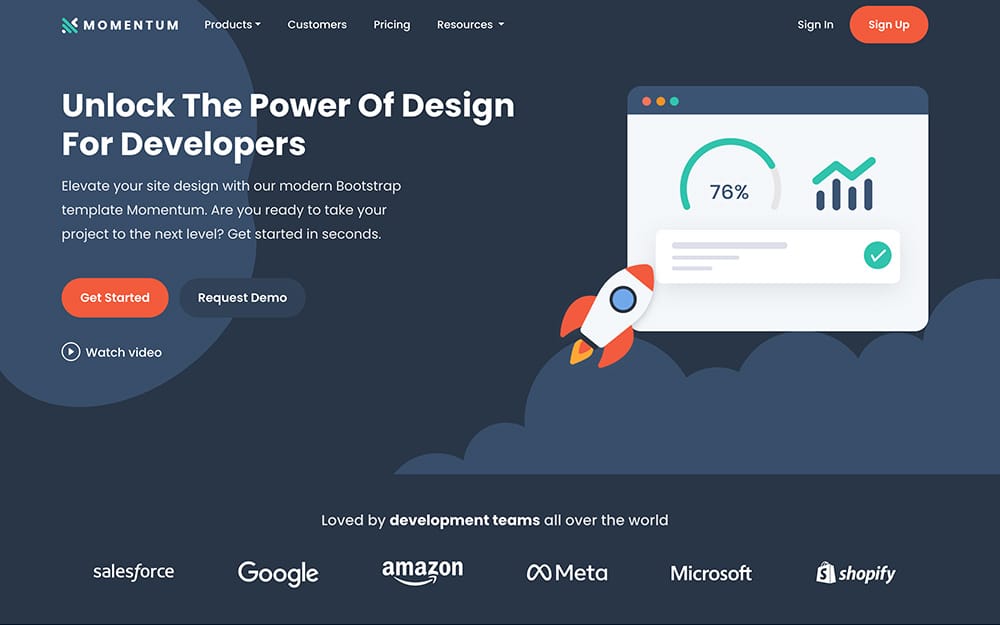 MOMENTUM Products Customers Pricing Resources Sign In Sign Up
Unlock The Power Of Design
For Developers
Elevate your site design with our modern Bootstrap
template Momentum. Are you ready to take your
project to the next level? Get started in seconds.
Get Started Request Demo
Watch video
76%
Loved by development teams all over the world
salesforce Google amazon Meta Microsoft shopify